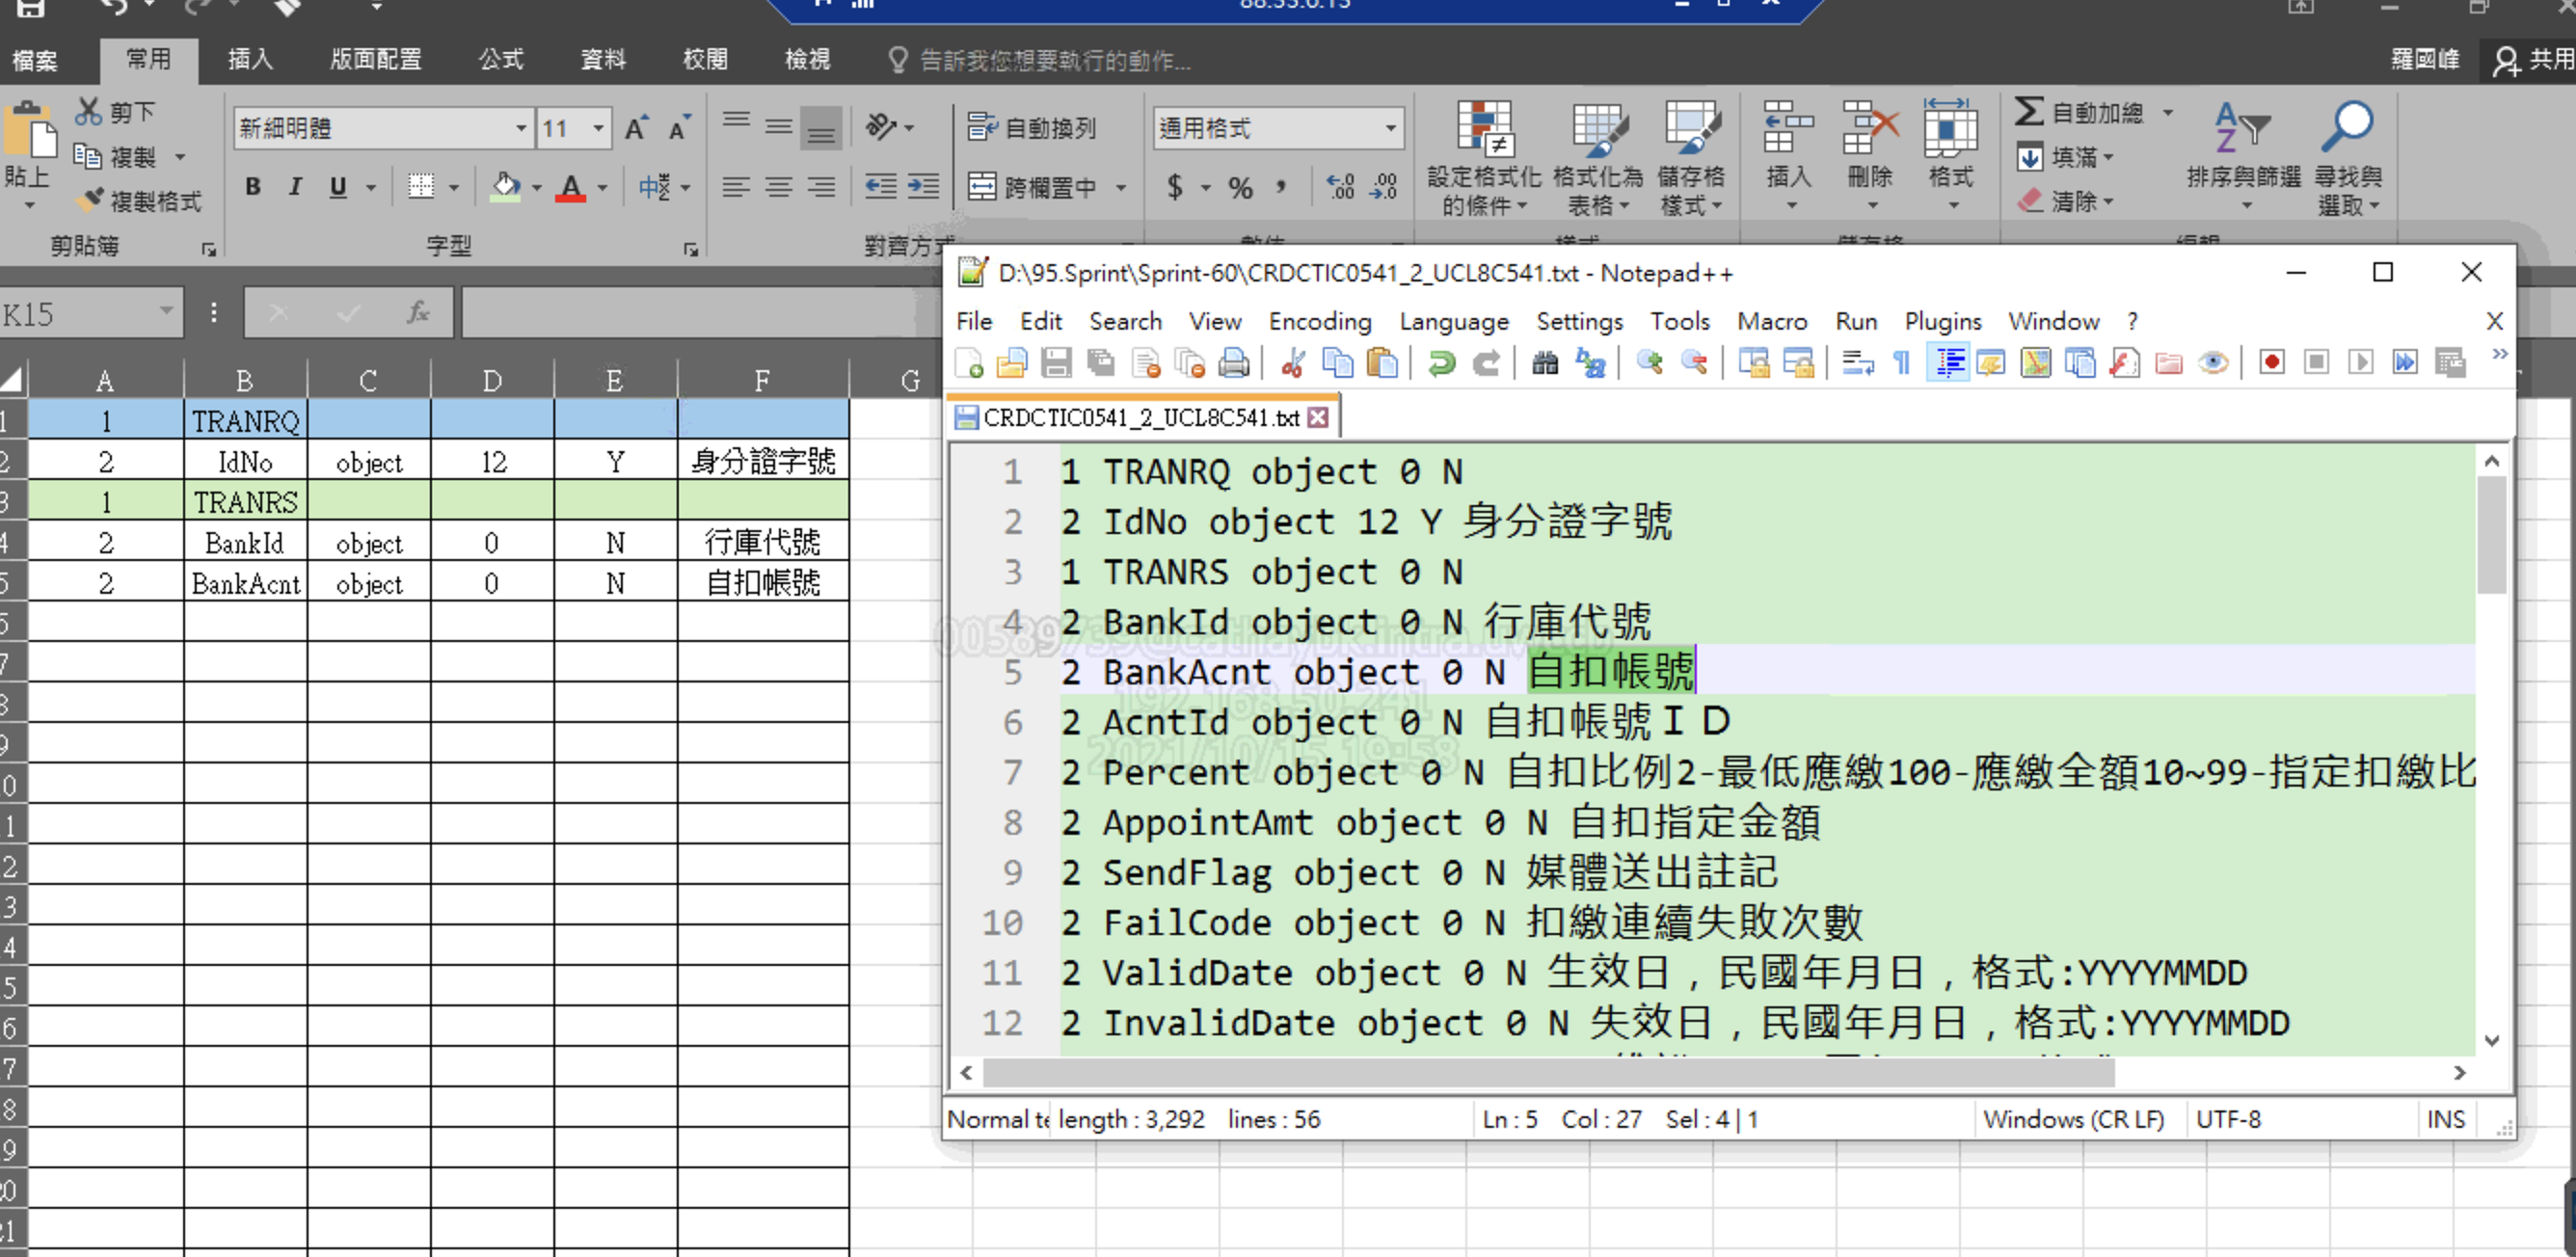 檔案 常用 插入 版面配置 公式 資料 校閱 檢視 告訴我您想要執行的動作... 羅國峰 共用
貼上 剪下 複製 複製格式
剪貼簿
新細明體 11
B I U
字型
自動換列
跨欄置中
對齊方式
通用格式
$ % ,
設定格式化的條件 格式化為表格 儲存格樣式
插入 刪除 格式
自動加總 填滿 清除
排序與篩選 尋找與選取
K15 fx
A B C D E F G
1 1 TRANRQ
2 2 IdNo object 12 Y 身分證字號
3 1 TRANRS
4 2 BankId object 0 N 行庫代號
5 2 BankAcnt object 0 N 自扣帳號
D:\95.Sprint\Sprint-60\CRDCTIC0541_2_UCL8C541.txt - Notepad++
File Edit Search View Encoding Language Settings Tools Macro Run Plugins Window ? X
CRDCTIC0541_2_UCL8C541.txt
1 1 TRANRQ object 0 N
2 2 IdNo object 12 Y 身分證字號
3 1 TRANRS object 0 N
4 2 BankId object 0 N 行庫代號
5 2 BankAcnt object 0 N 自扣帳號
6 2 AcntId object 0 N 自扣帳號ＩＤ
7 2 Percent object 0 N 自扣比例2-最低應繳100-應繳全額10~99-指定扣繳比
8 2 AppointAmt object 0 N 自扣指定金額
9 2 SendFlag object 0 N 媒體送出註記
10 2 FailCode object 0 N 扣繳連續失敗次數
11 2 ValidDate object 0 N 生效日，民國年月日，格式:YYYYMMDD
12 2 InvalidDate object 0 N 失效日，民國年月日，格式:YYYYMMDD
192.168.50.241
2021/10/15 19:58
Normal te length : 3,292 lines : 56 Ln : 5 Col : 27 Sel : 4 | 1 Windows (CR LF) UTF-8 INS